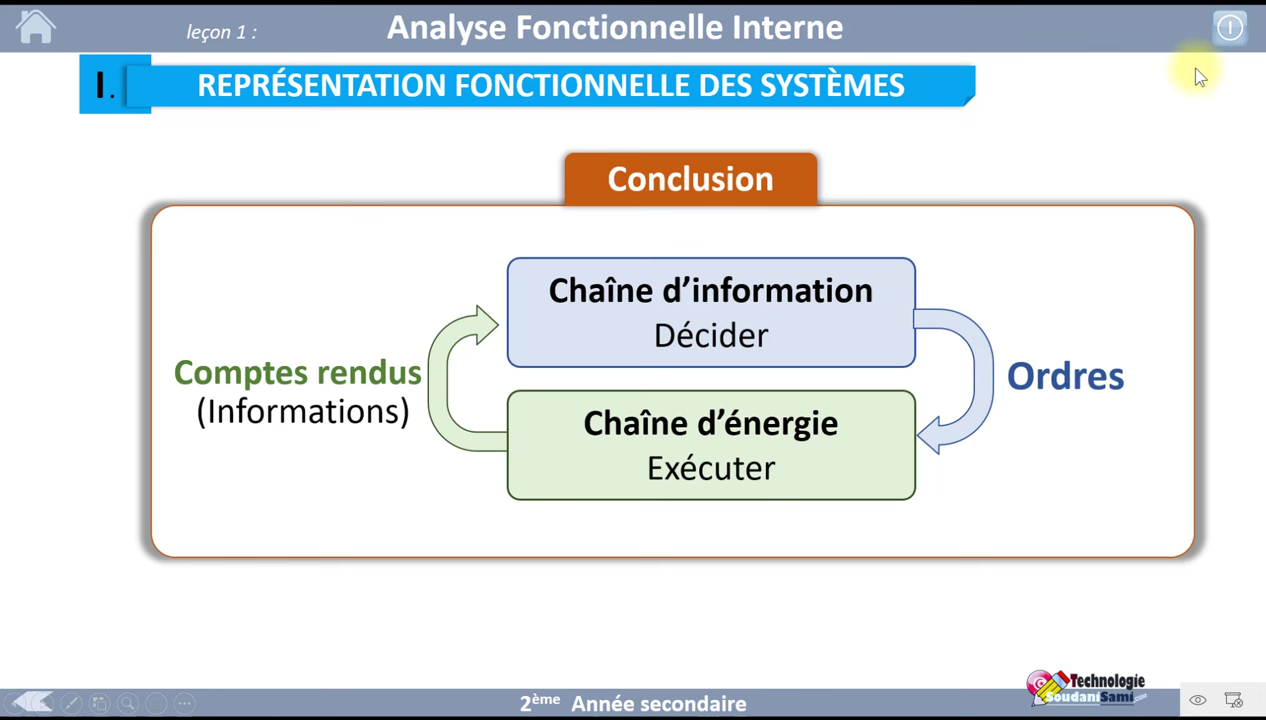 leçon 1 :
Analyse Fonctionnelle Interne
I.
REPRÉSENTATION FONCTIONNELLE DES SYSTÈMES
Conclusion
Chaîne d’information
Décider
Comptes rendus
(Informations)
Ordres
Chaîne d’énergie
Exécuter
2ème Année secondaire
Technologie
SoudaniSami.com